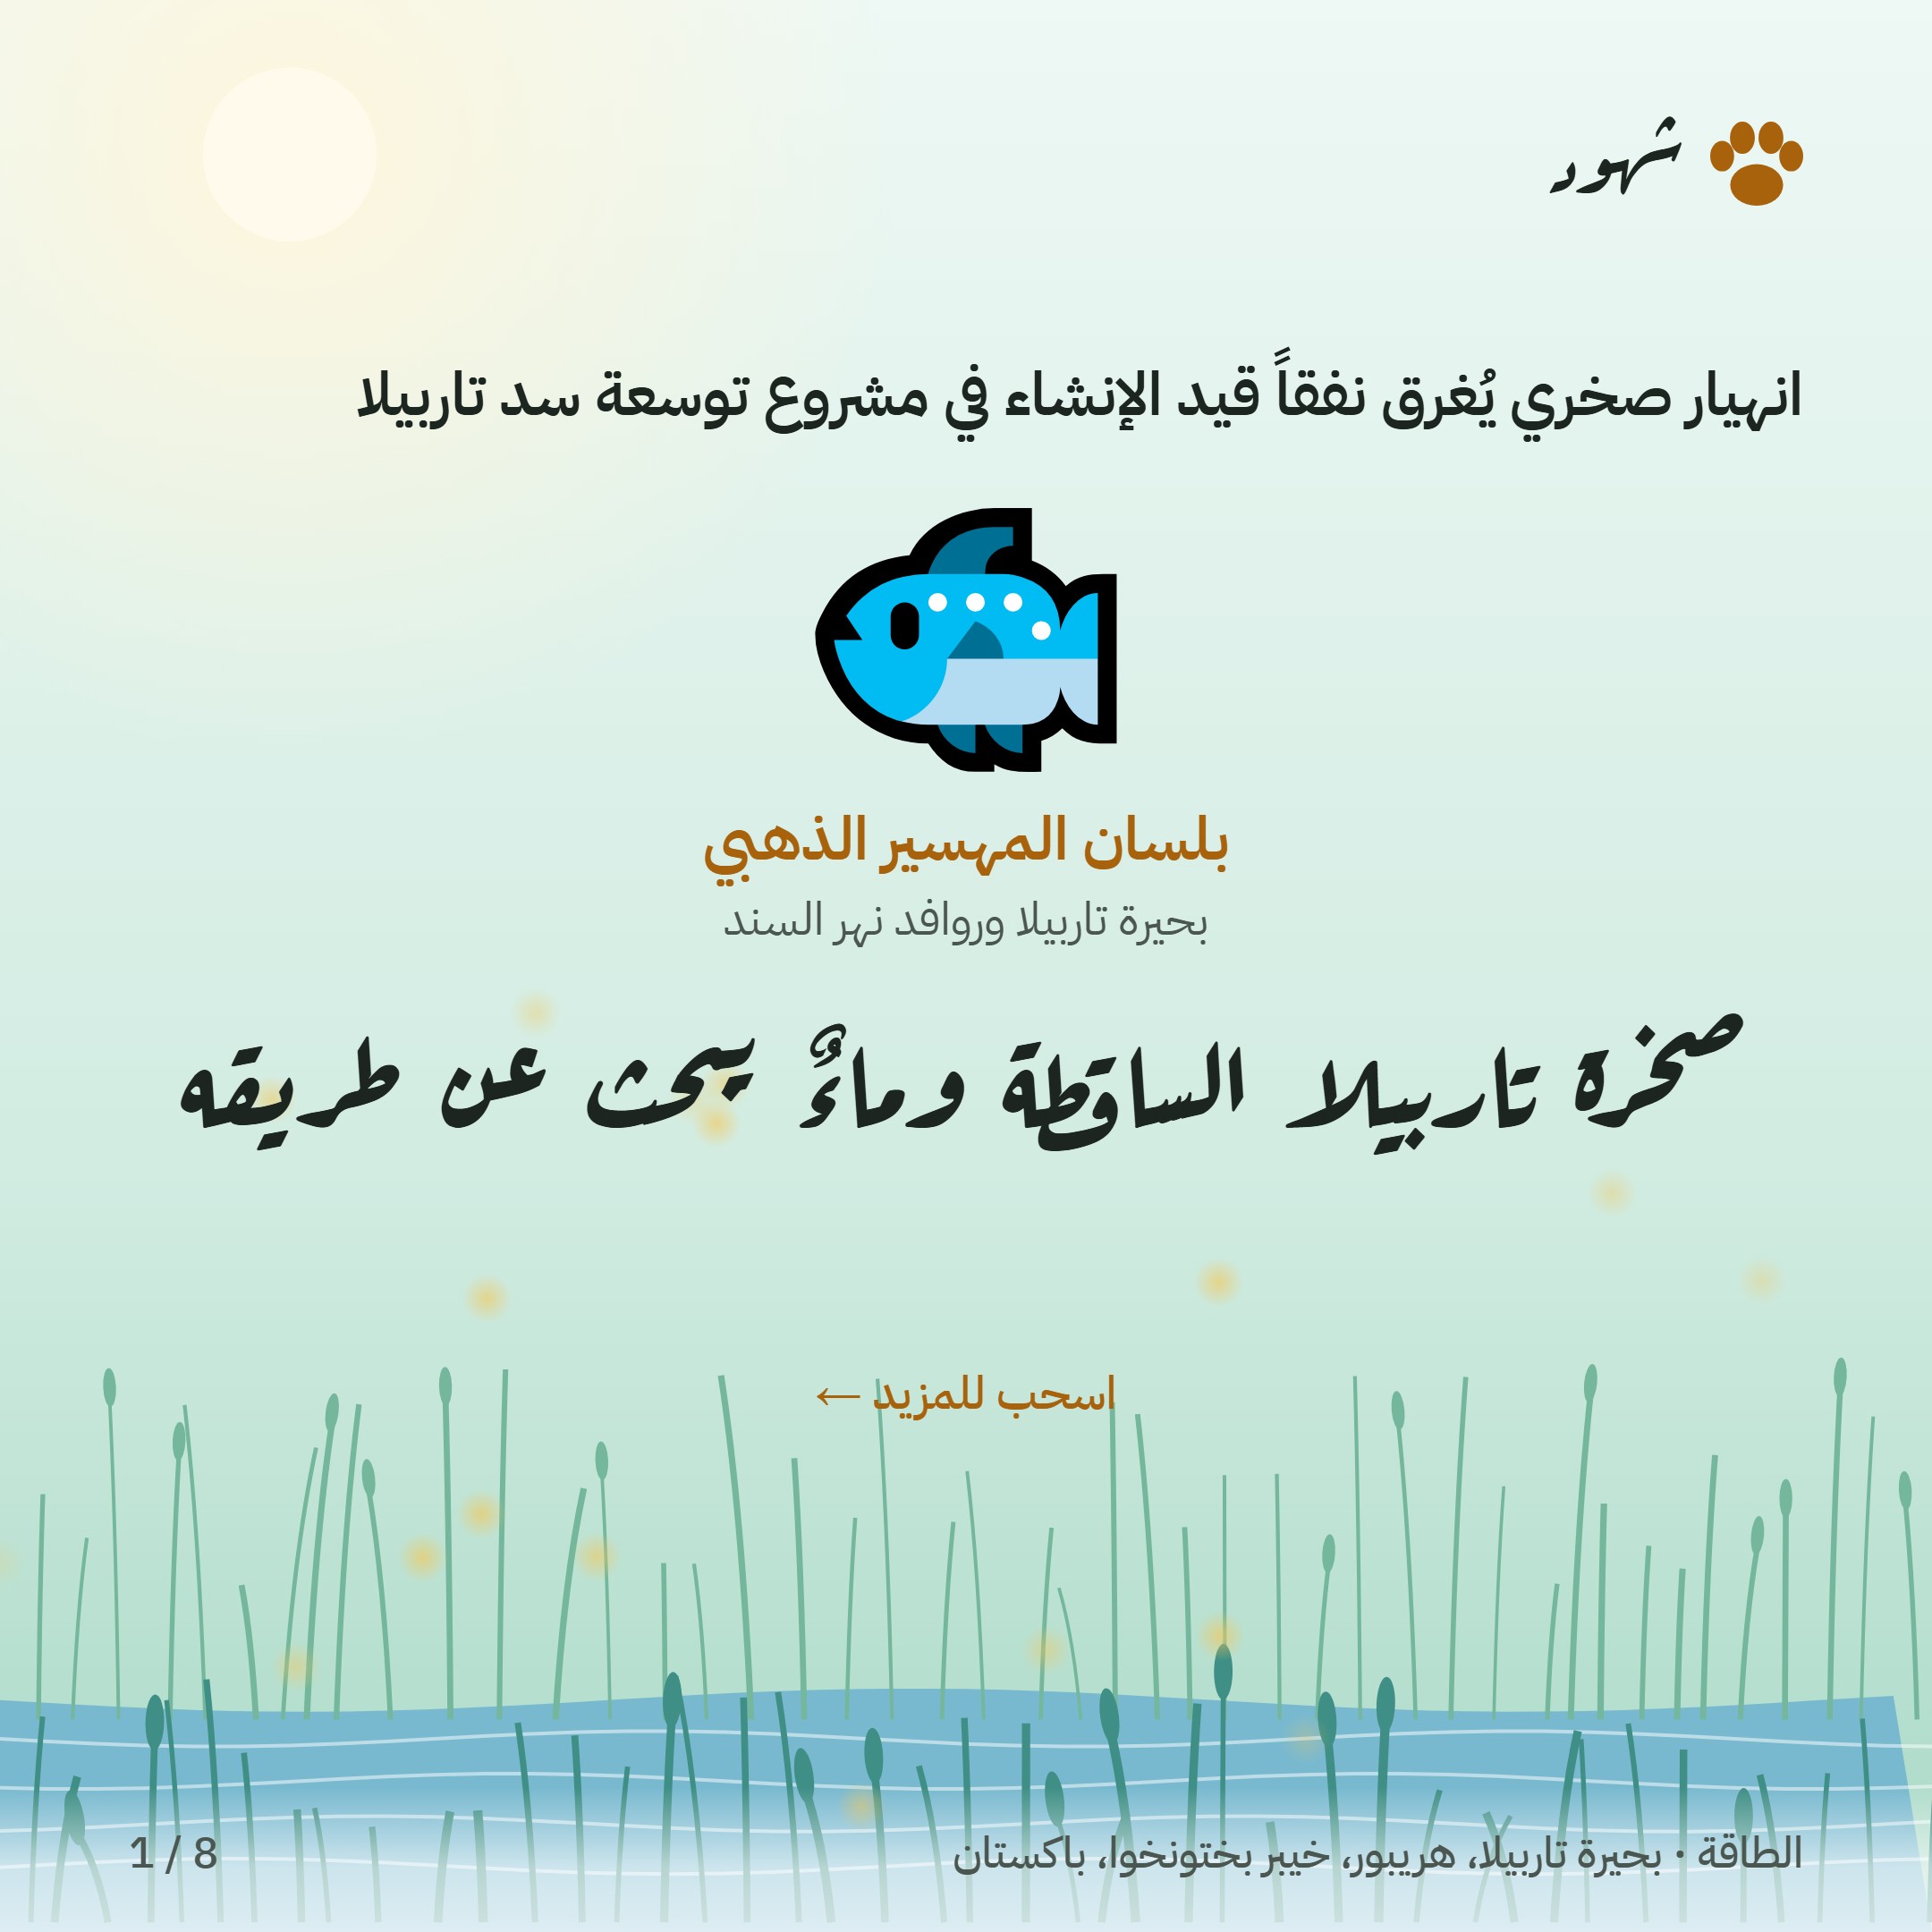 شهود
انهيار صخري يُغرق نفقاً قيد الإنشاء في مشروع توسعة سد تاربيلا
بلسان المهسير الذهبي
بحيرة تاربيلا وروافد نهر السند
صخرة تاربيلا الساقطة وماءٌ يبحث عن طريقه
اسحب للمزيد ←
الطاقة · بحيرة تاربيلا، هريبور، خيبر بختونخوا، باكستان
1 / 8